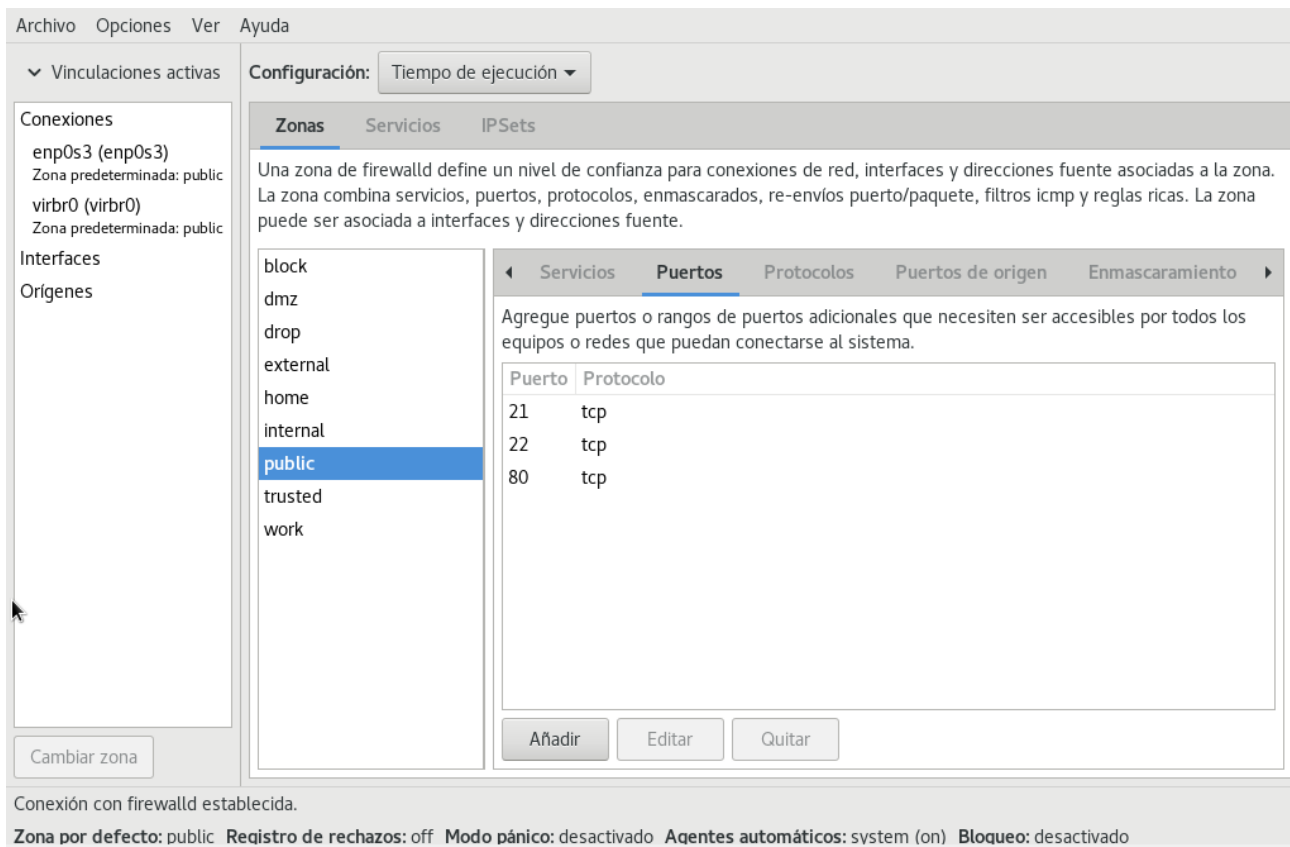 Archivo Opciones Ver Ayuda
Vinculaciones activas
Configuración: Tiempo de ejecución
Conexiones
enp0s3 (enp0s3)
Zona predeterminada: public
virbr0 (virbr0)
Zona predeterminada: public
Interfaces
Orígenes
Cambiar zona
Zonas Servicios IPSets
Una zona de firewalld define un nivel de confianza para conexiones de red, interfaces y direcciones fuente asociadas a la zona.
La zona combina servicios, puertos, protocolos, enmascarados, re-envíos puerto/paquete, filtros icmp y reglas ricas. La zona
puede ser asociada a interfaces y direcciones fuente.
block
dmz
drop
external
home
internal
public
trusted
work
Servicios Puertos Protocolos Puertos de origen Enmascaramiento
Agregue puertos o rangos de puertos adicionales que necesiten ser accesibles por todos los
equipos o redes que puedan conectarse al sistema.
Puerto Protocolo
21 tcp
22 tcp
80 tcp
Añadir Editar Quitar
Conexión con firewalld establecida.
Zona por defecto: public Registro de rechazos: off Modo pánico: desactivado Agentes automáticos: system (on) Bloqueo: desactivado